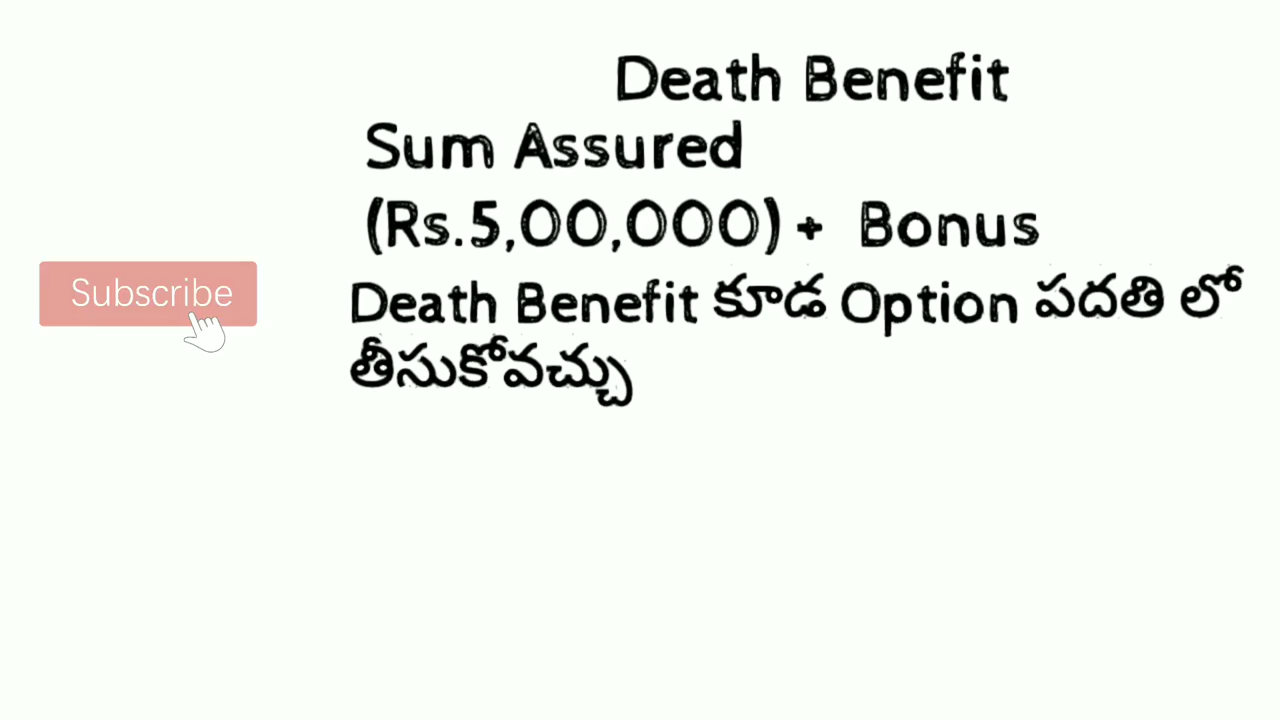 Death Benefit
Sum Assured
(Rs.5,00,000) + Bonus
Subscribe
Death Benefit కూడ Option పదతి లో
తీసుకోవచ్చు